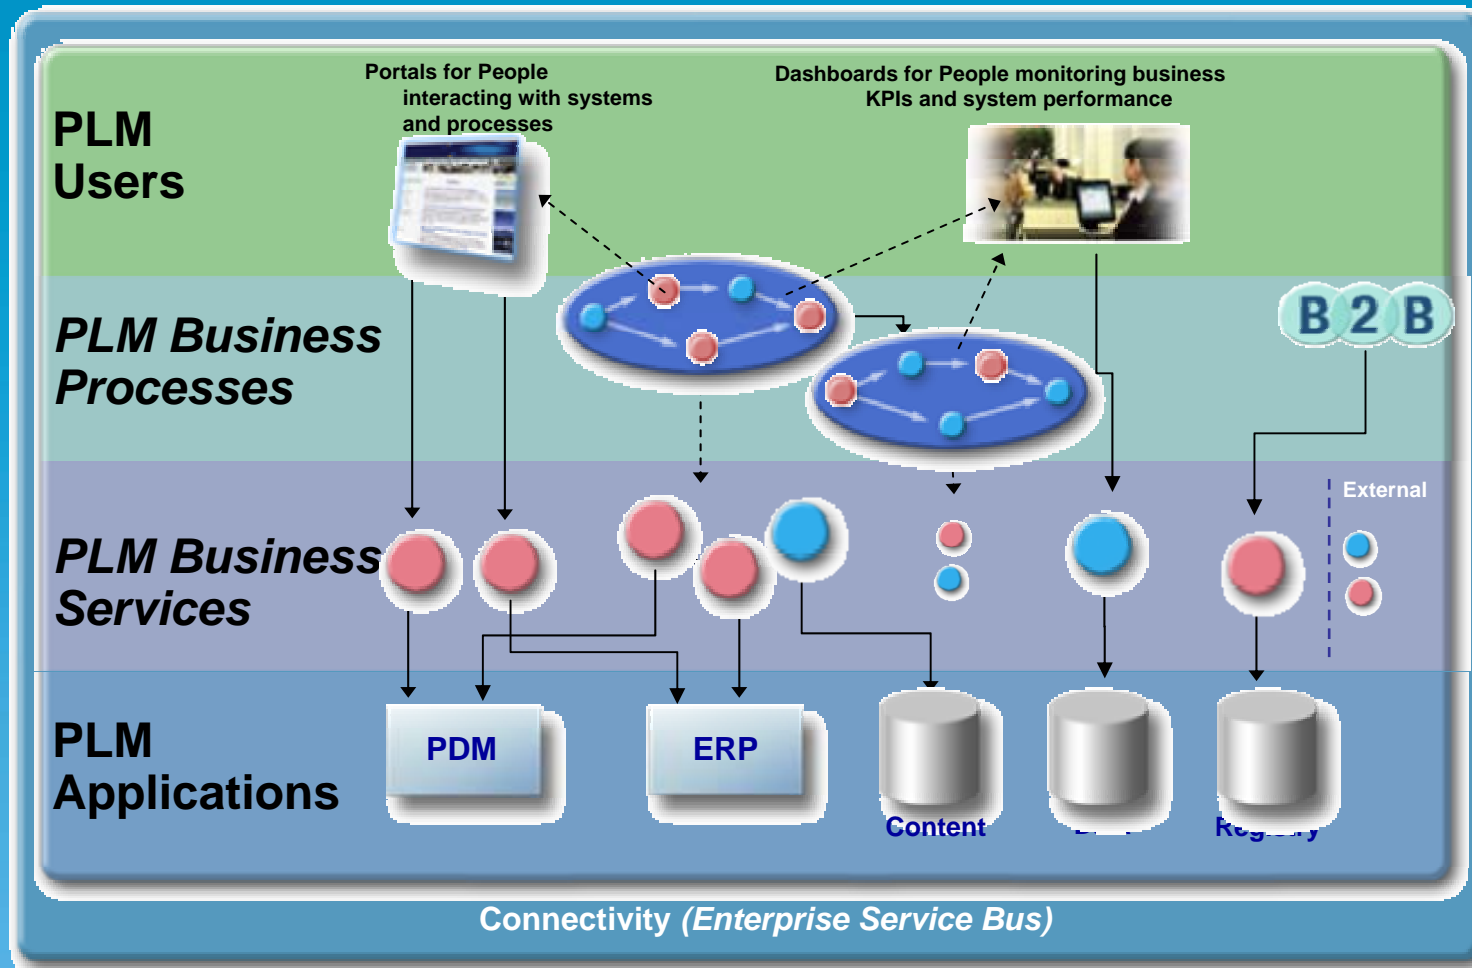 Portals for People
interacting with systems
and processes
Dashboards for People monitoring business
KPIs and system performance
PLM
Users
PLM Business
Processes
B2B
PLM Business
Services
External
PLM
Applications
PDM
ERP
Content
Registry
Connectivity (Enterprise Service Bus)